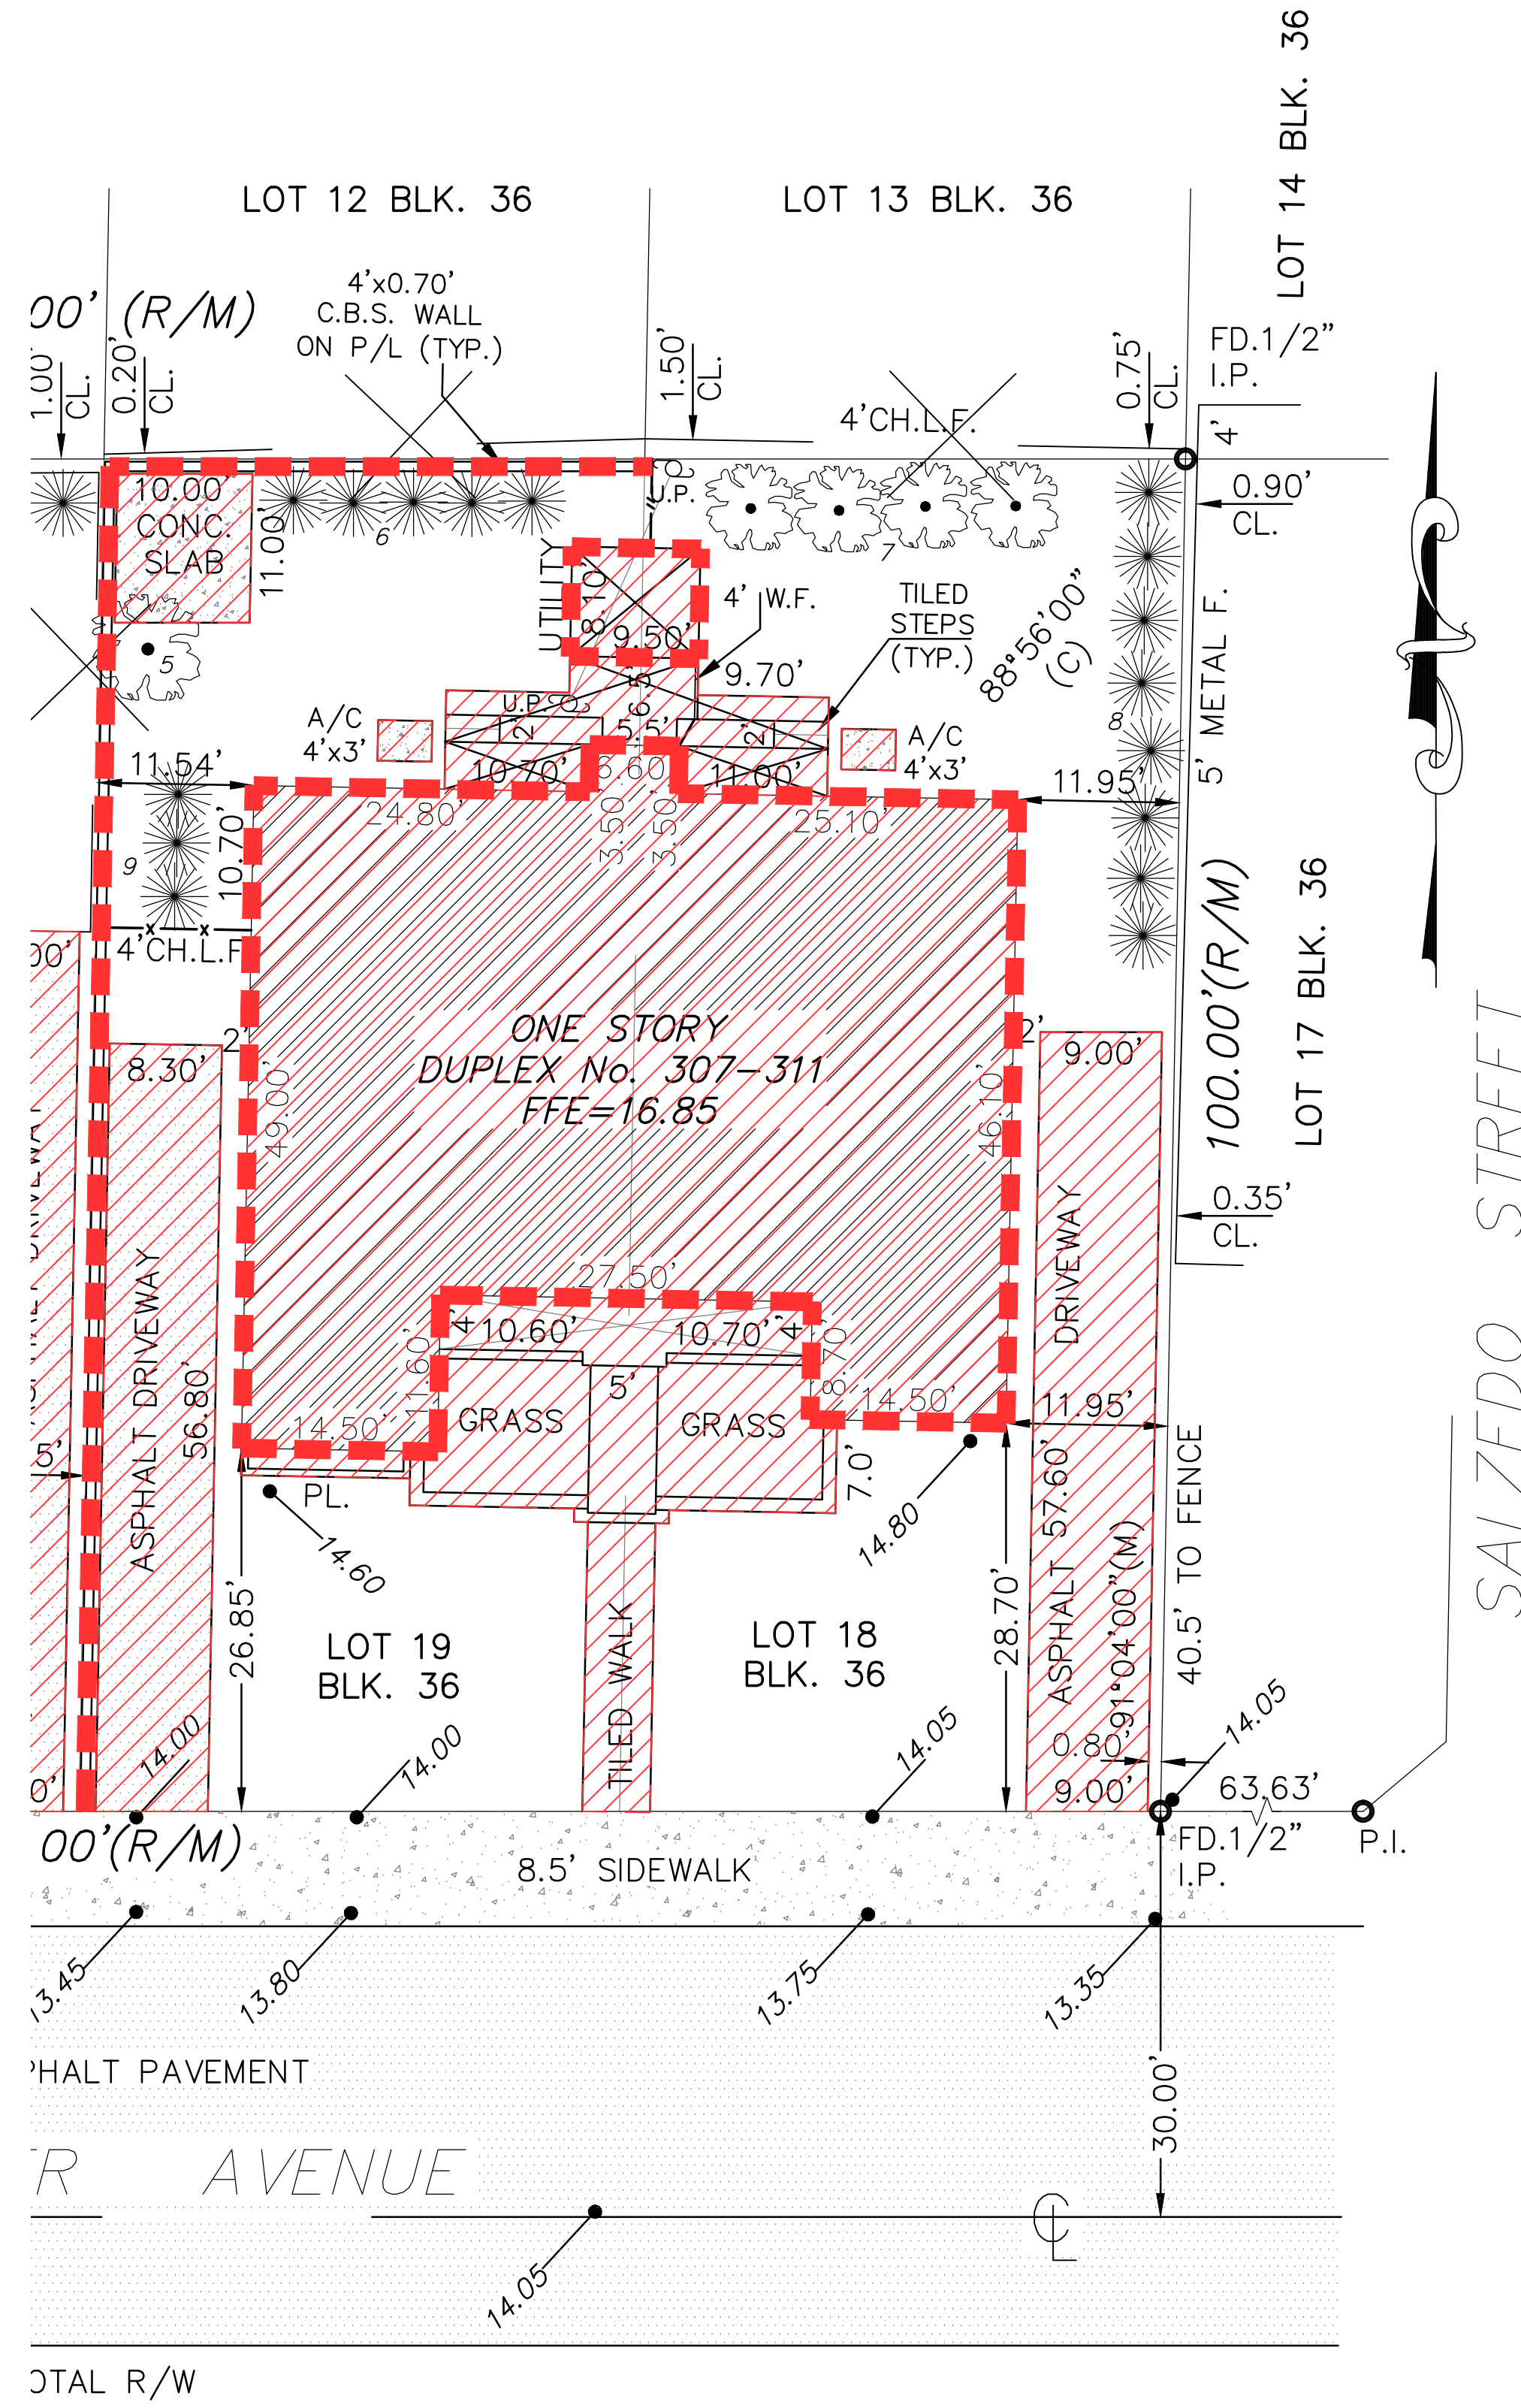 LOT 14 BLK. 36
LOT 12 BLK. 36
LOT 13 BLK. 36
00' (R/M)
4'x0.70'
C.B.S. WALL
ON P/L (TYP.)
1.00'
CL.
0.20'
CL.
1.50'
CL.
0.75'
CL.
FD.1/2"
I.P.
4'CH.L.F.
4'
0.90'
CL.
10.00'
CONC.
SLAB
11.00'
6
U.P.
7
UTILITY
8.10'
9.50'
4' W.F.
TILED
STEPS
(TYP.)
88°56'00"
(C)
5' METAL F.
5
9.70'
U.P.
6.5'
2'
5.5'
2'
8
A/C
4'x3'
A/C
4'x3'
11.54'
10.70'
6.60'
11.00'
11.95'
24.80'
3.50'
3.50'
25.10'
9
10.70'
4'CH.L.F
00'
100.00'(R/M)
LOT 17 BLK. 36
SALZEDO STREET
ONE STORY
DUPLEX No. 307-311
FFE=16.85
2'
2'
8.30'
9.00'
49.00'
46.10'
0.35'
CL.
ASPHALT DRIVEWAY
56.80'
27.50'
4'
10.60'
10.70'
4'
11.60'
8.70'
5'
GRASS
GRASS
14.50'
14.50'
11.95'
5'
PL.
7.0'
14.60
14.80
DRIVEWAY
ASPHALT 57.60'
91°04'00"(M)
40.5' TO FENCE
26.85'
28.70'
LOT 19
BLK. 36
LOT 18
BLK. 36
TILED WALK
14.00
14.00
14.05
14.05
0.80'
0'
9.00'
63.63'
00'(R/M)
8.5' SIDEWALK
FD.1/2"
I.P.
P.I.
13.45
13.80
13.75
13.35
30.00'
PHALT PAVEMENT
R AVENUE
14.05
OTAL R/W